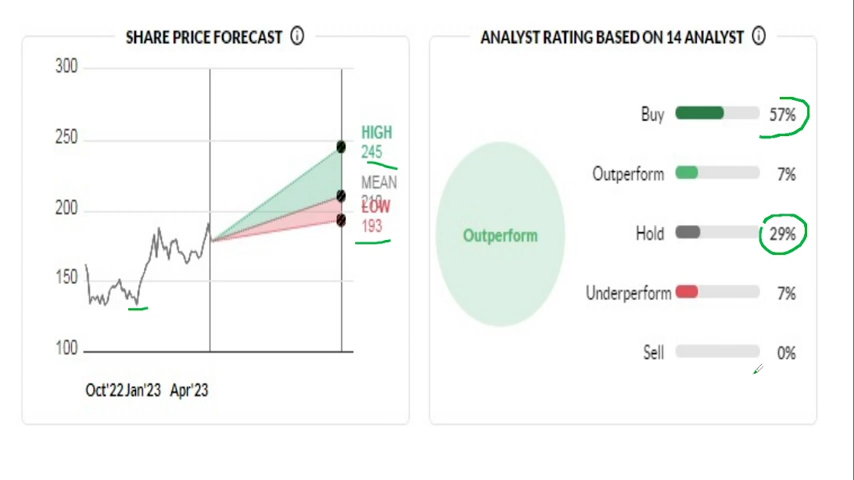 SHARE PRICE FORECAST
300
250
200
150
100
HIGH
245
MEAN
LOW
193
Oct'22 Jan'23 Apr'23
ANALYST RATING BASED ON 14 ANALYST
Outperform
Buy 57%
Outperform 7%
Hold 29%
Underperform 7%
Sell 0%